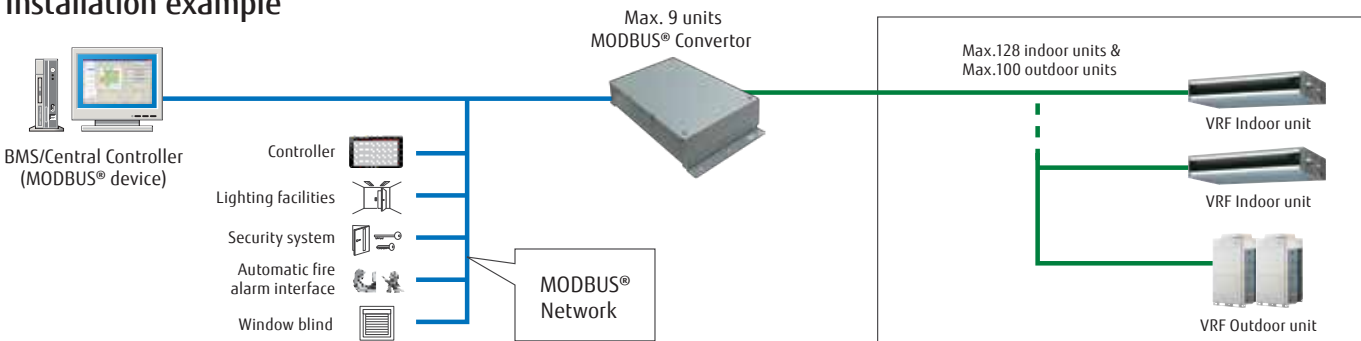 Installation example
Max. 9 units
MODBUS® Convertor
Max.128 indoor units &
Max.100 outdoor units
VRF Indoor unit
BMS/Central Controller
(MODBUS® device)
Controller
Lighting facilities
Security system
Automatic fire
alarm interface
Window blind
MODBUS®
Network
VRF Indoor unit
VRF Outdoor unit